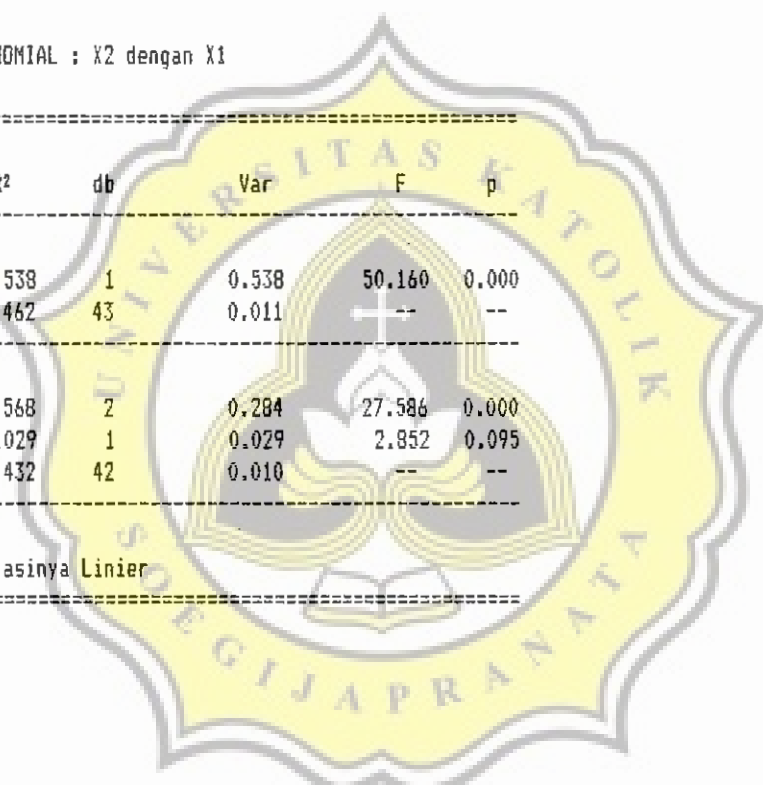 NOMIAL : X2 dengan X1
db Var F p
538 1 0.538 50.160 0.000
462 43 0.011 -- --
568 2 0.284 27.586 0.000
029 1 0.029 2.852 0.095
432 42 0.010 -- --
asinya Linier
UNIVERSITAS KATOLIK
SOEGIJAPRANATA